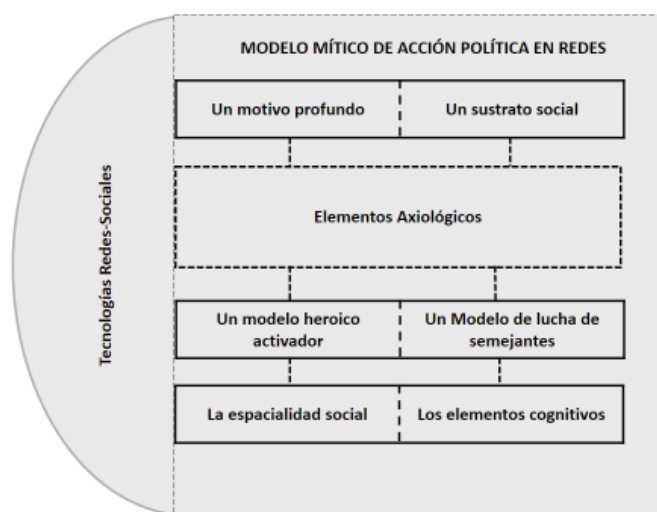 MODELO MÍTICO DE ACCIÓN POLÍTICA EN REDES
Un motivo profundo
Un sustrato social
Tecnologías Redes-Sociales
Elementos Axiológicos
Un modelo heroico
activador
Un Modelo de lucha de
semejantes
La espacialidad social
Los elementos cognitivos